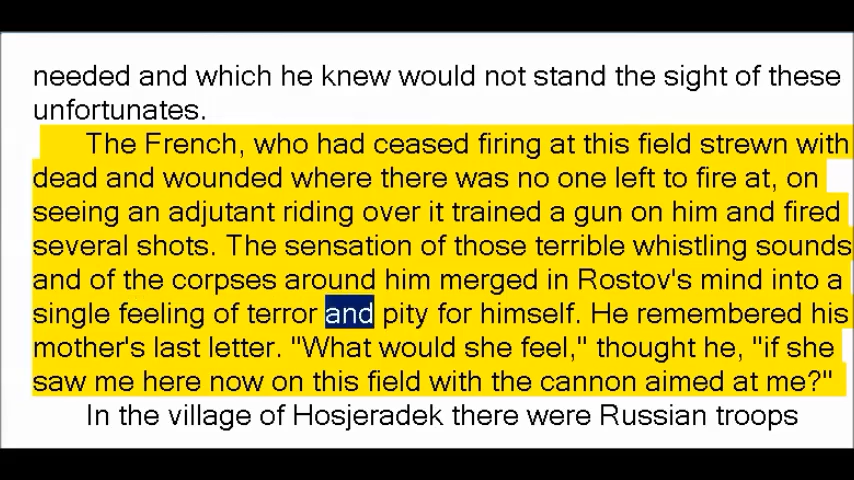 needed and which he knew would not stand the sight of these
unfortunates.
The French, who had ceased firing at this field strewn with
dead and wounded where there was no one left to fire at, on
seeing an adjutant riding over it trained a gun on him and fired
several shots. The sensation of those terrible whistling sounds
and of the corpses around him merged in Rostov's mind into a
single feeling of terror and pity for himself. He remembered his
mother's last letter. "What would she feel," thought he, "if she
saw me here now on this field with the cannon aimed at me?"
In the village of Hosjeradek there were Russian troops